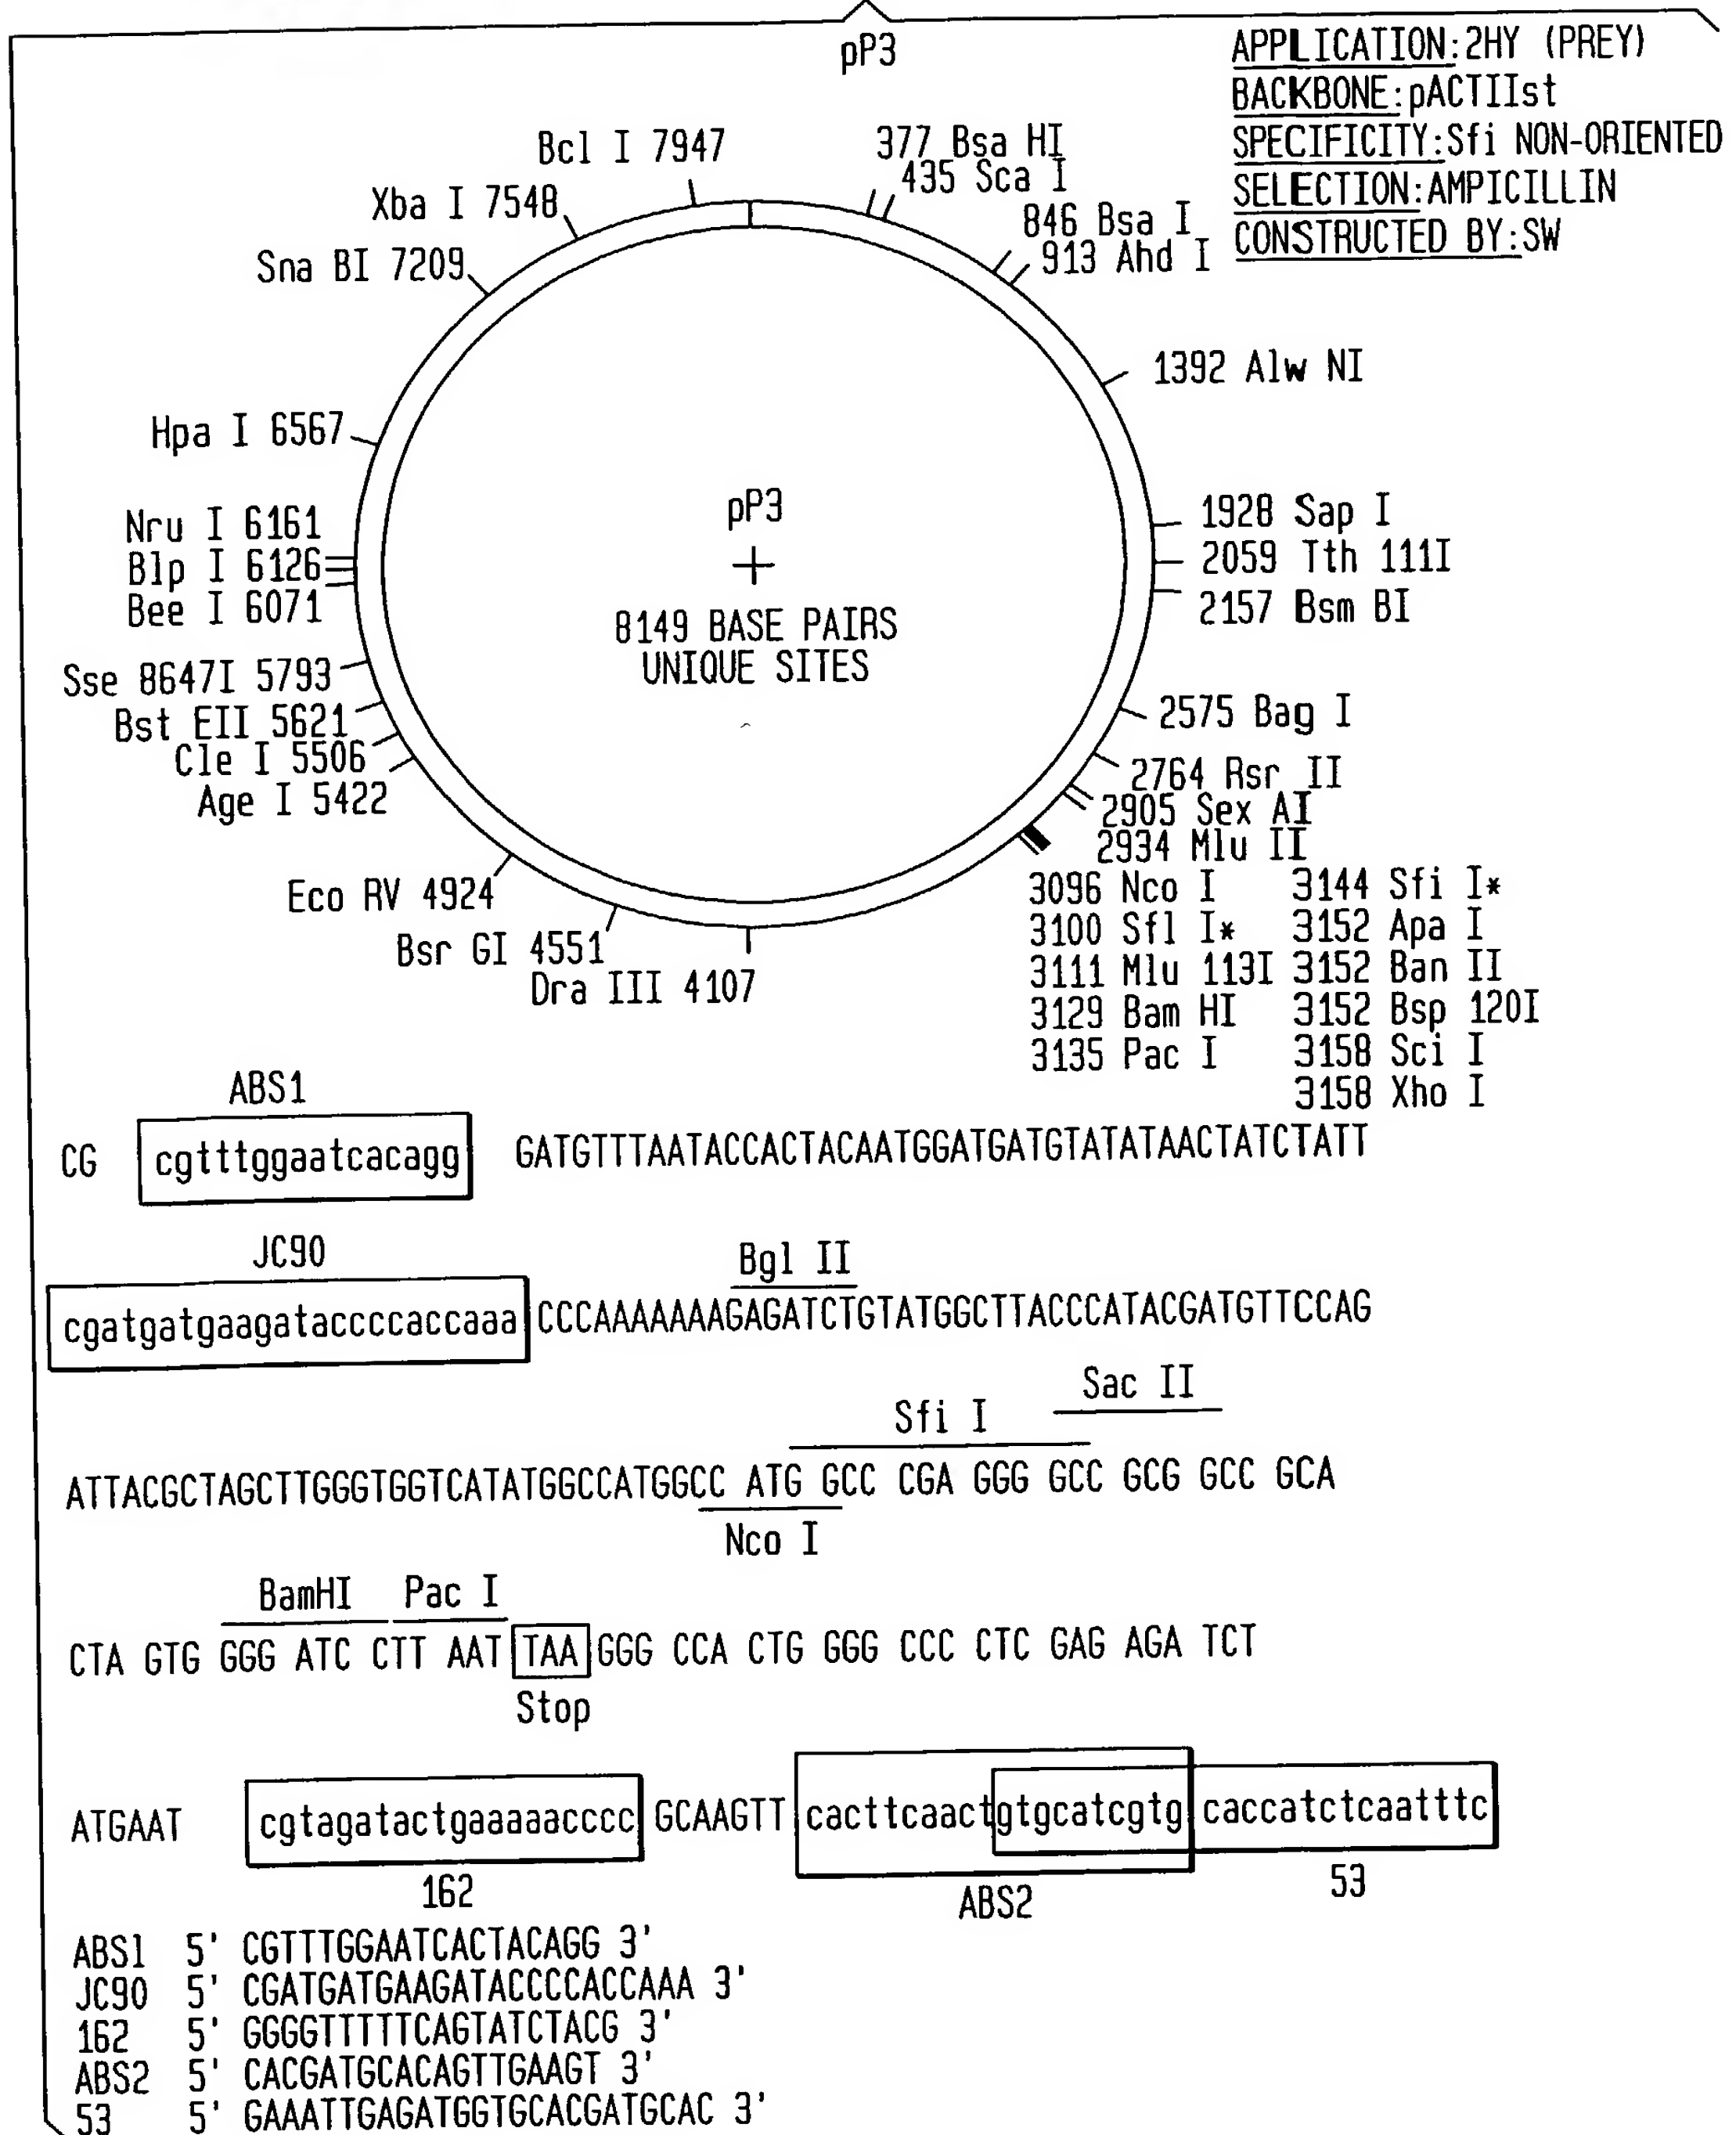 pP3
APPLICATION:2HY (PREY)
BACKBONE:pACTIIst
SPECIFICITY:Sfi NON-ORIENTED
SELECTION:AMPICILLIN
CONSTRUCTED BY:SW
Bcl I 7947
Xba I 7548
Sna BI 7209
Hpa I 6567
Nru I 6161
Blp I 6126
Bee I 6071
Sse 8647I 5793
Bst EII 5621
Cle I 5506
Age I 5422
Eco RV 4924
Bsr GI 4551
Dra III 4107
377 Bsa HI
435 Sca I
846 Bsa I
913 Ahd I
1392 Alw NI
1928 Sap I
2059 Tth 111I
2157 Bsm BI
2575 Bag I
2764 Rsr II
2905 Sex AI
2934 Mlu II
3096 Nco I
3100 Sfl I*
3111 Mlu 113I
3129 Bam HI
3135 Pac I
3144 Sfi I*
3152 Apa I
3152 Ban II
3152 Bsp 120I
3158 Sci I
3158 Xho I
pP3
8149 BASE PAIRS
UNIQUE SITES
ABS1
CG cgtttggaatcacagg GATGTTTAATACCACTACAATGGATGATGTATATAACTATCTATT
JC90
Bgl II
cgatgatgaagataccccaccaaa CCCAAAAAAAGAGATCTGTATGGCTTACCCATACGATGTTCCAG
Sac II
Sfi I
ATTACGCTAGCTTGGGTGGTCATATGGCCATGGCC ATG GCC CGA GGG GCC GCG GCC GCA
Nco I
BamHI Pac I
CTA GTG GGG ATC CTT AAT TAA GGG CCA CTG GGG CCC CTC GAG AGA TCT
Stop
ATGAAT cgtagatactgaaaaacccc GCAAGTT cacttcaactgtgcatcgtg caccatctcaatttc
162
ABS2
53
ABS1 5' CGTTTGGAATCACTACAGG 3'
JC90 5' CGATGATGAAGATACCCCACCAAA 3'
162 5' GGGGTTTTTCAGTATCTACG 3'
ABS2 5' CACGATGCACAGTTGAAGT 3'
53 5' GAAATTGAGATGGTGCACGATGCAC 3'